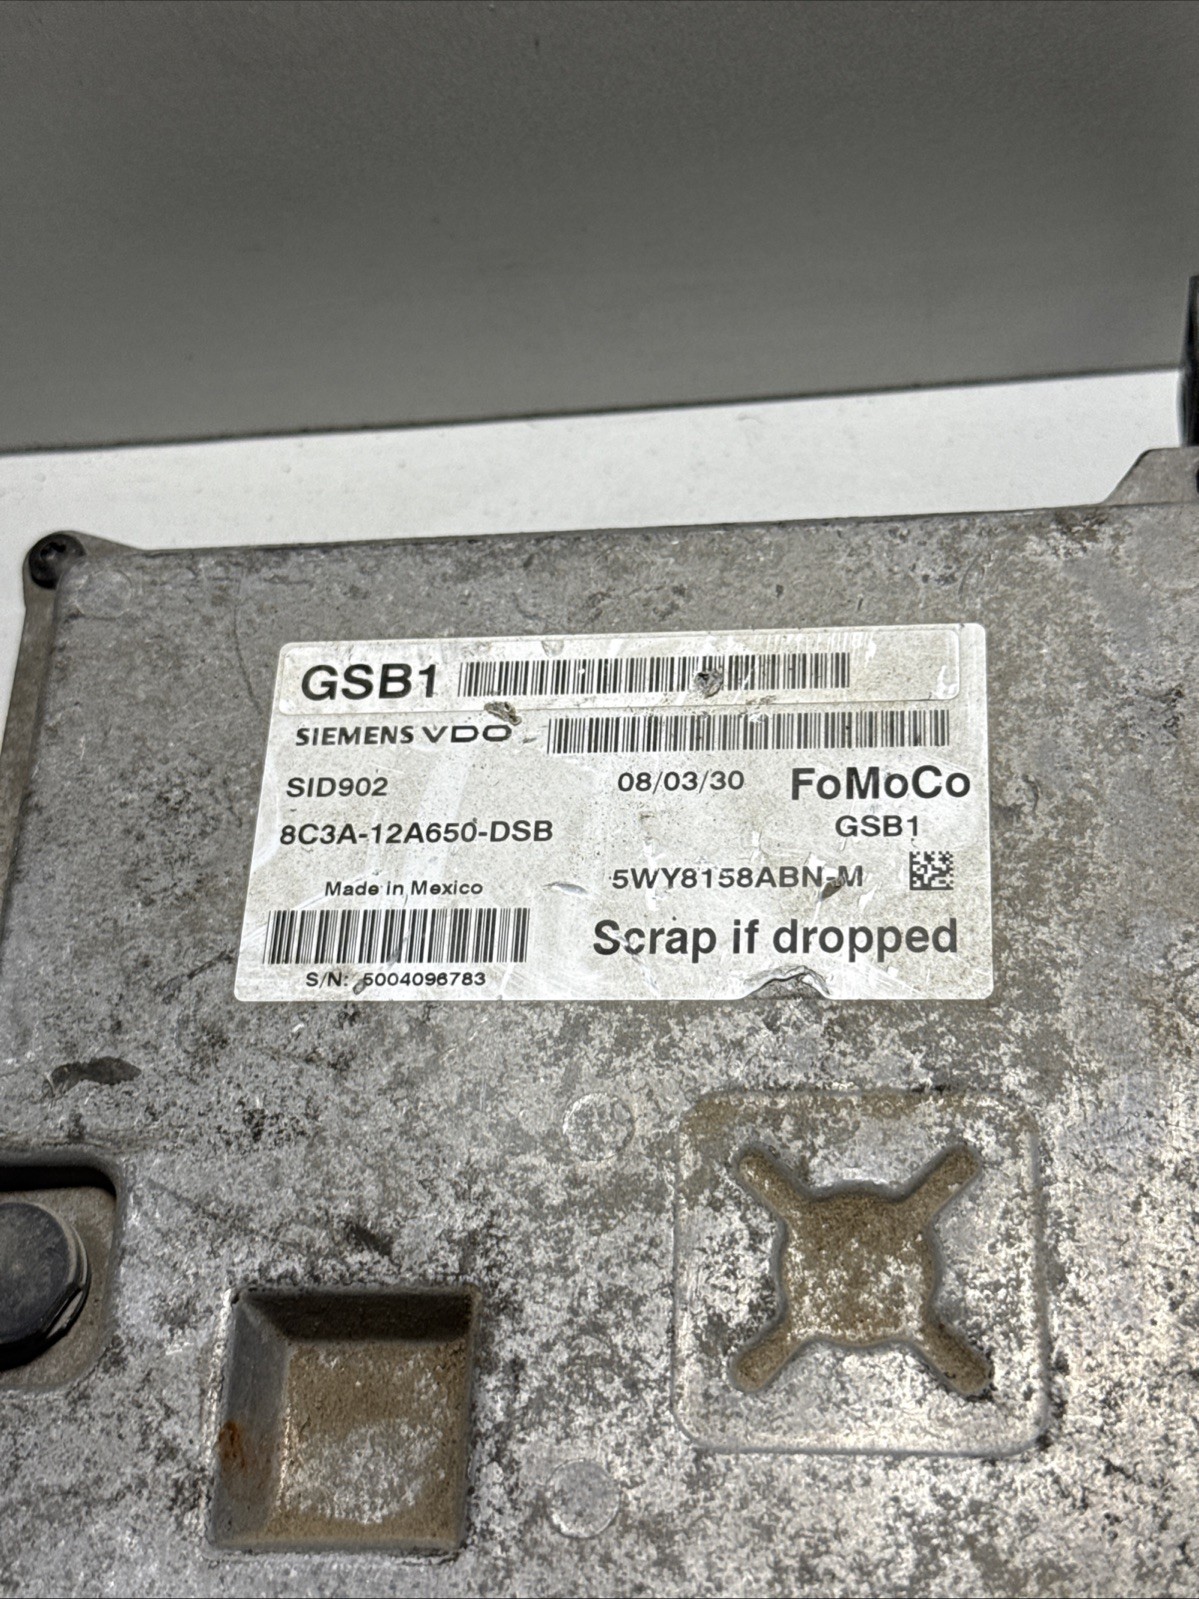 GSB1
SIEMENS VDO
SID902 08/03/30 FoMoCo
8C3A-12A650-DSB GSB1
5WY8158ABN-M
Made in Mexico
Scrap if dropped
S/N: 5004096783